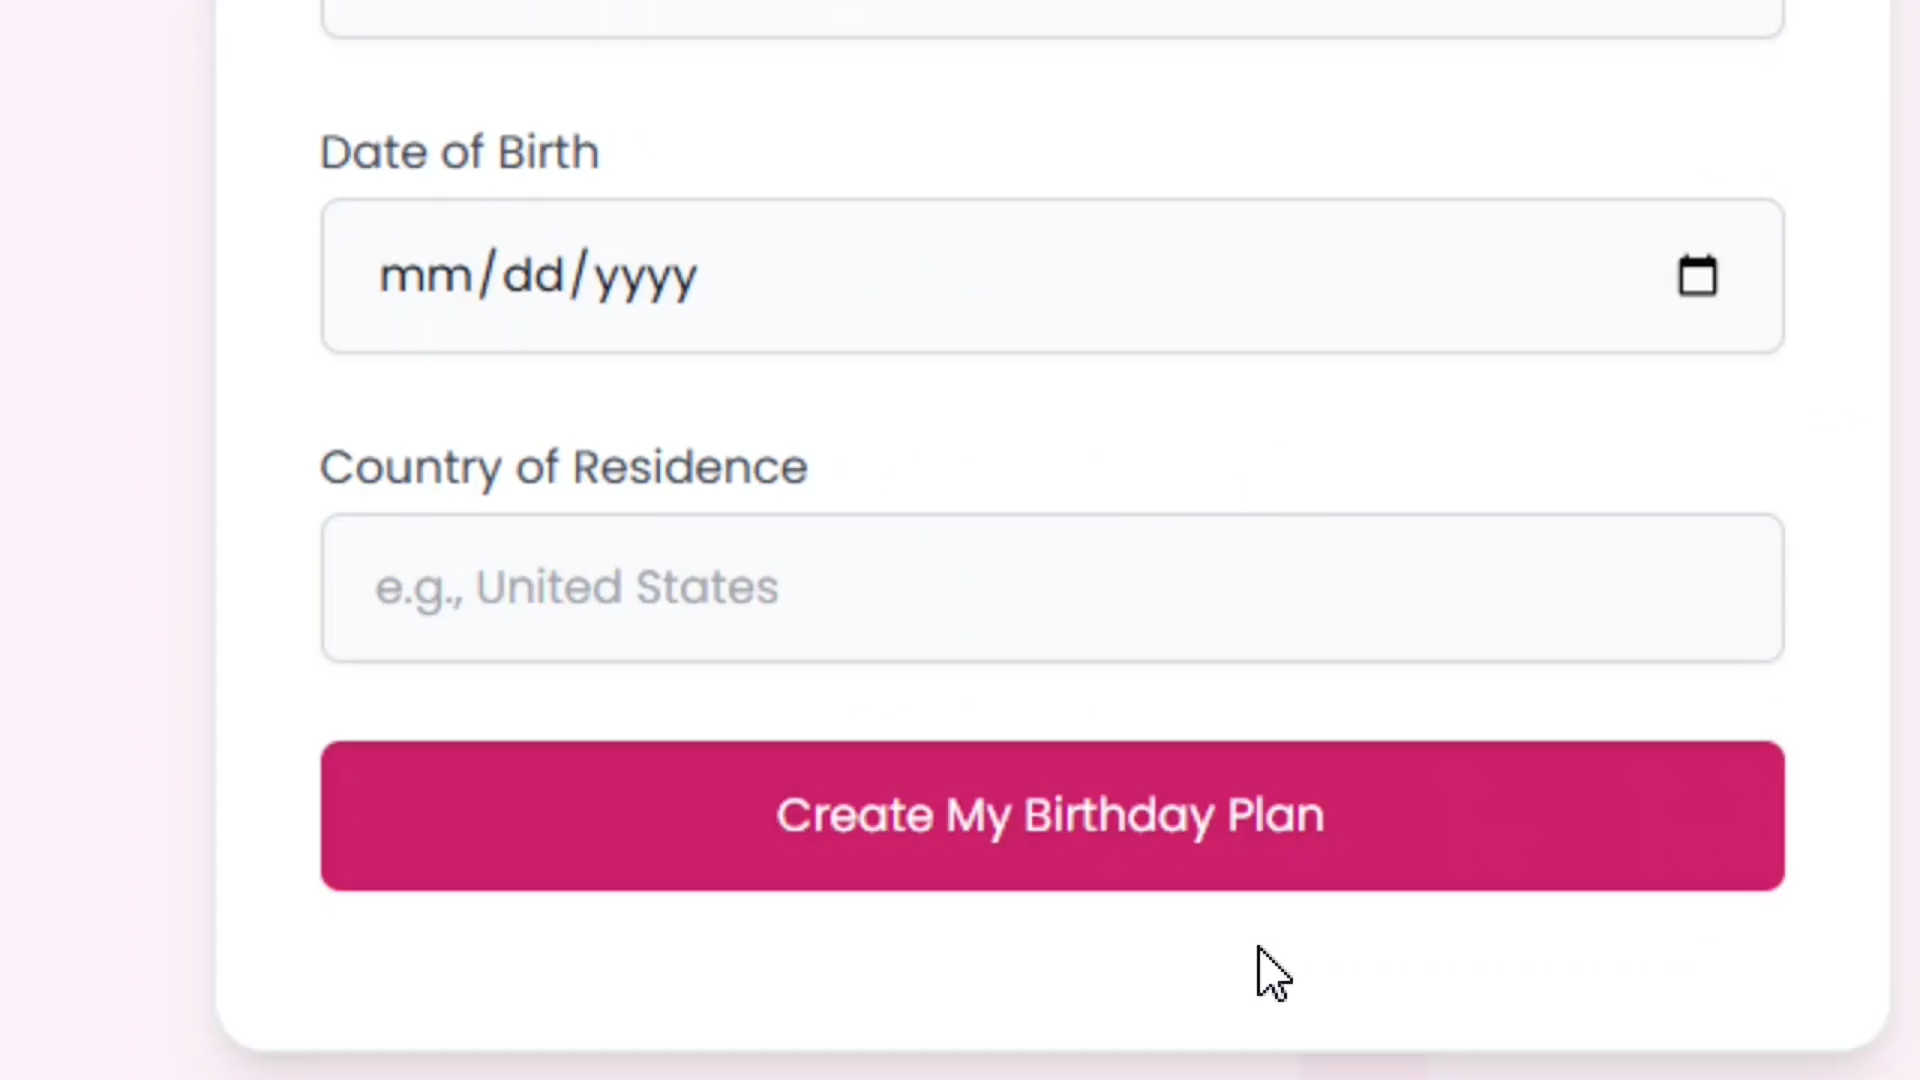 Date of Birth
mm/dd/yyyy
Country of Residence
e.g., United States
Create My Birthday Plan